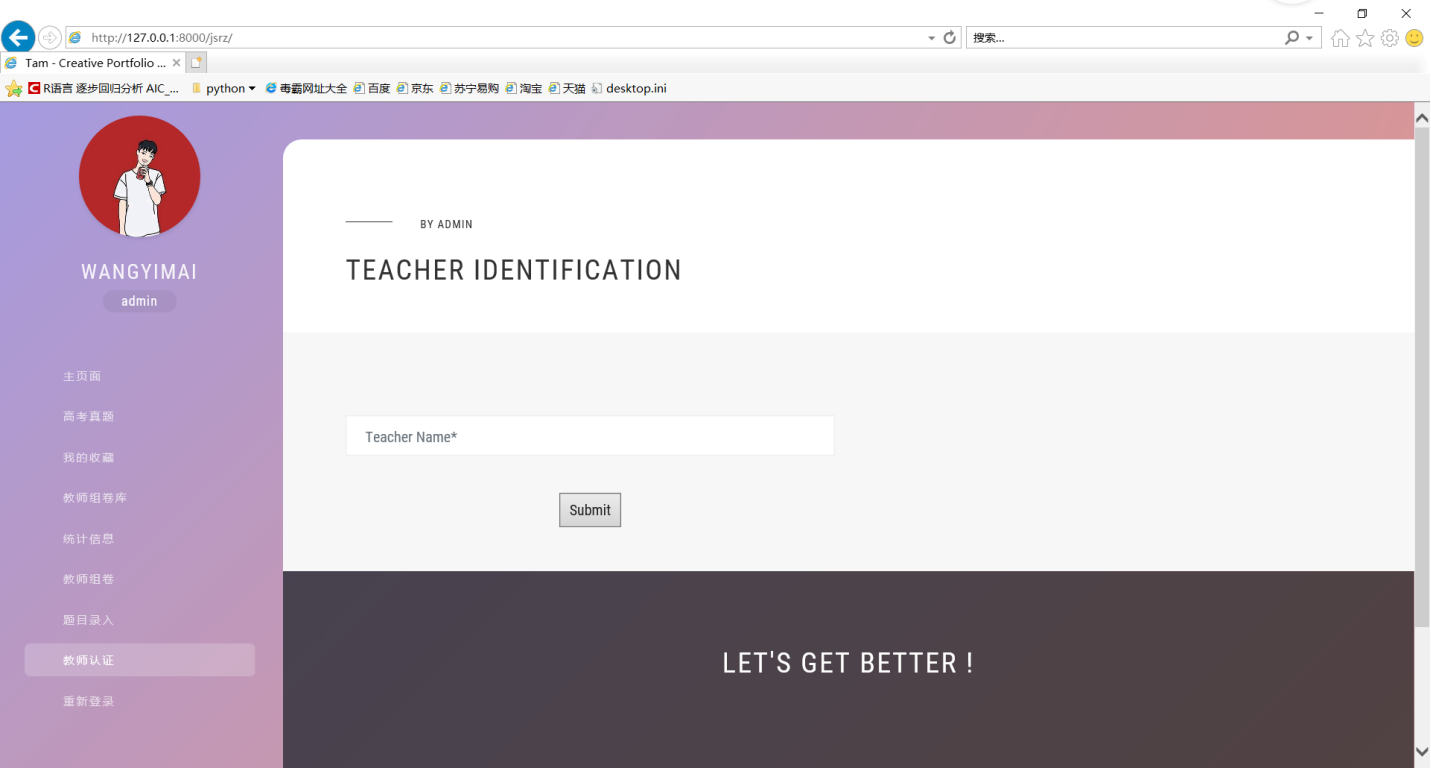 http://127.0.0.1:8000/jsrz/
搜索...
Tam - Creative Portfolio ...
R语言 逐步回归分析 AIC_... python 毒霸网址大全 百度 京东 苏宁易购 淘宝 天猫 desktop.ini
WANGYIMAI
admin
主页面
高考真题
我的收藏
教师组卷库
统计信息
教师组卷
题目录入
教师认证
重新登录
BY ADMIN
TEACHER IDENTIFICATION
Teacher Name*
Submit
LET'S GET BETTER !